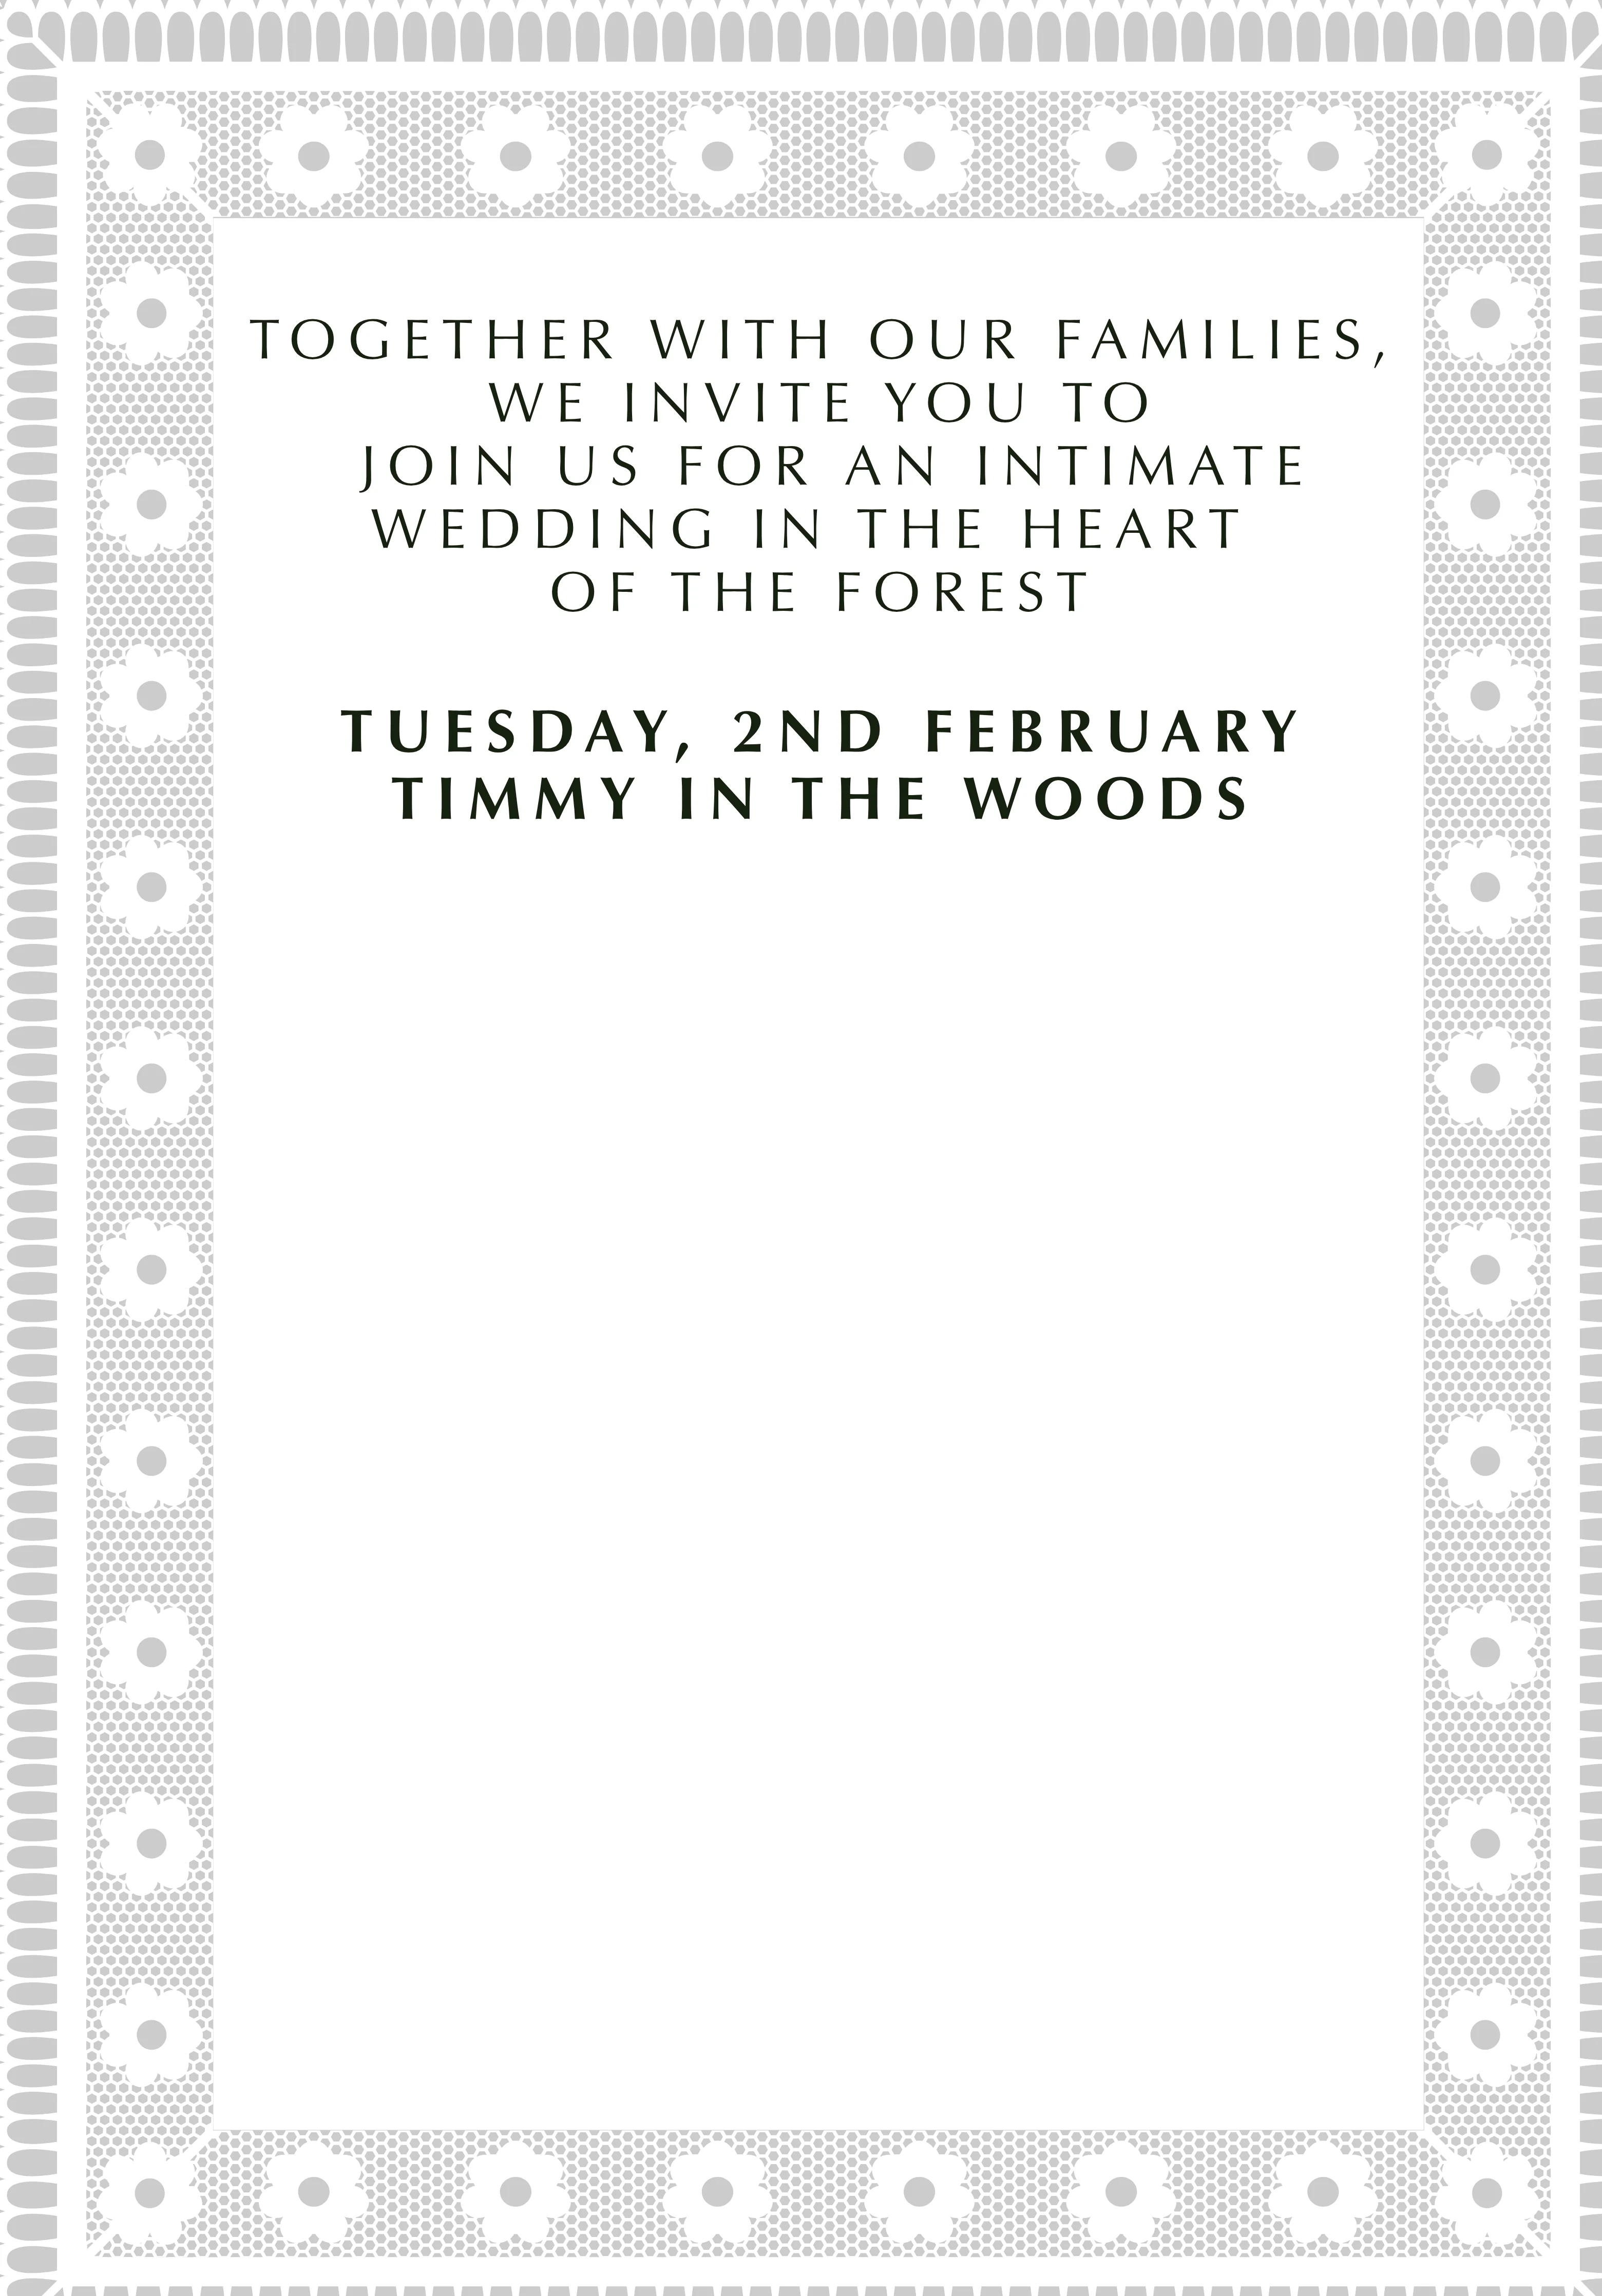 TOGETHER WITH OUR FAMILIES,
WE INVITE YOU TO
JOIN US FOR AN INTIMATE
WEDDING IN THE HEART
OF THE FOREST
TUESDAY, 2ND FEBRUARY
TIMMY IN THE WOODS